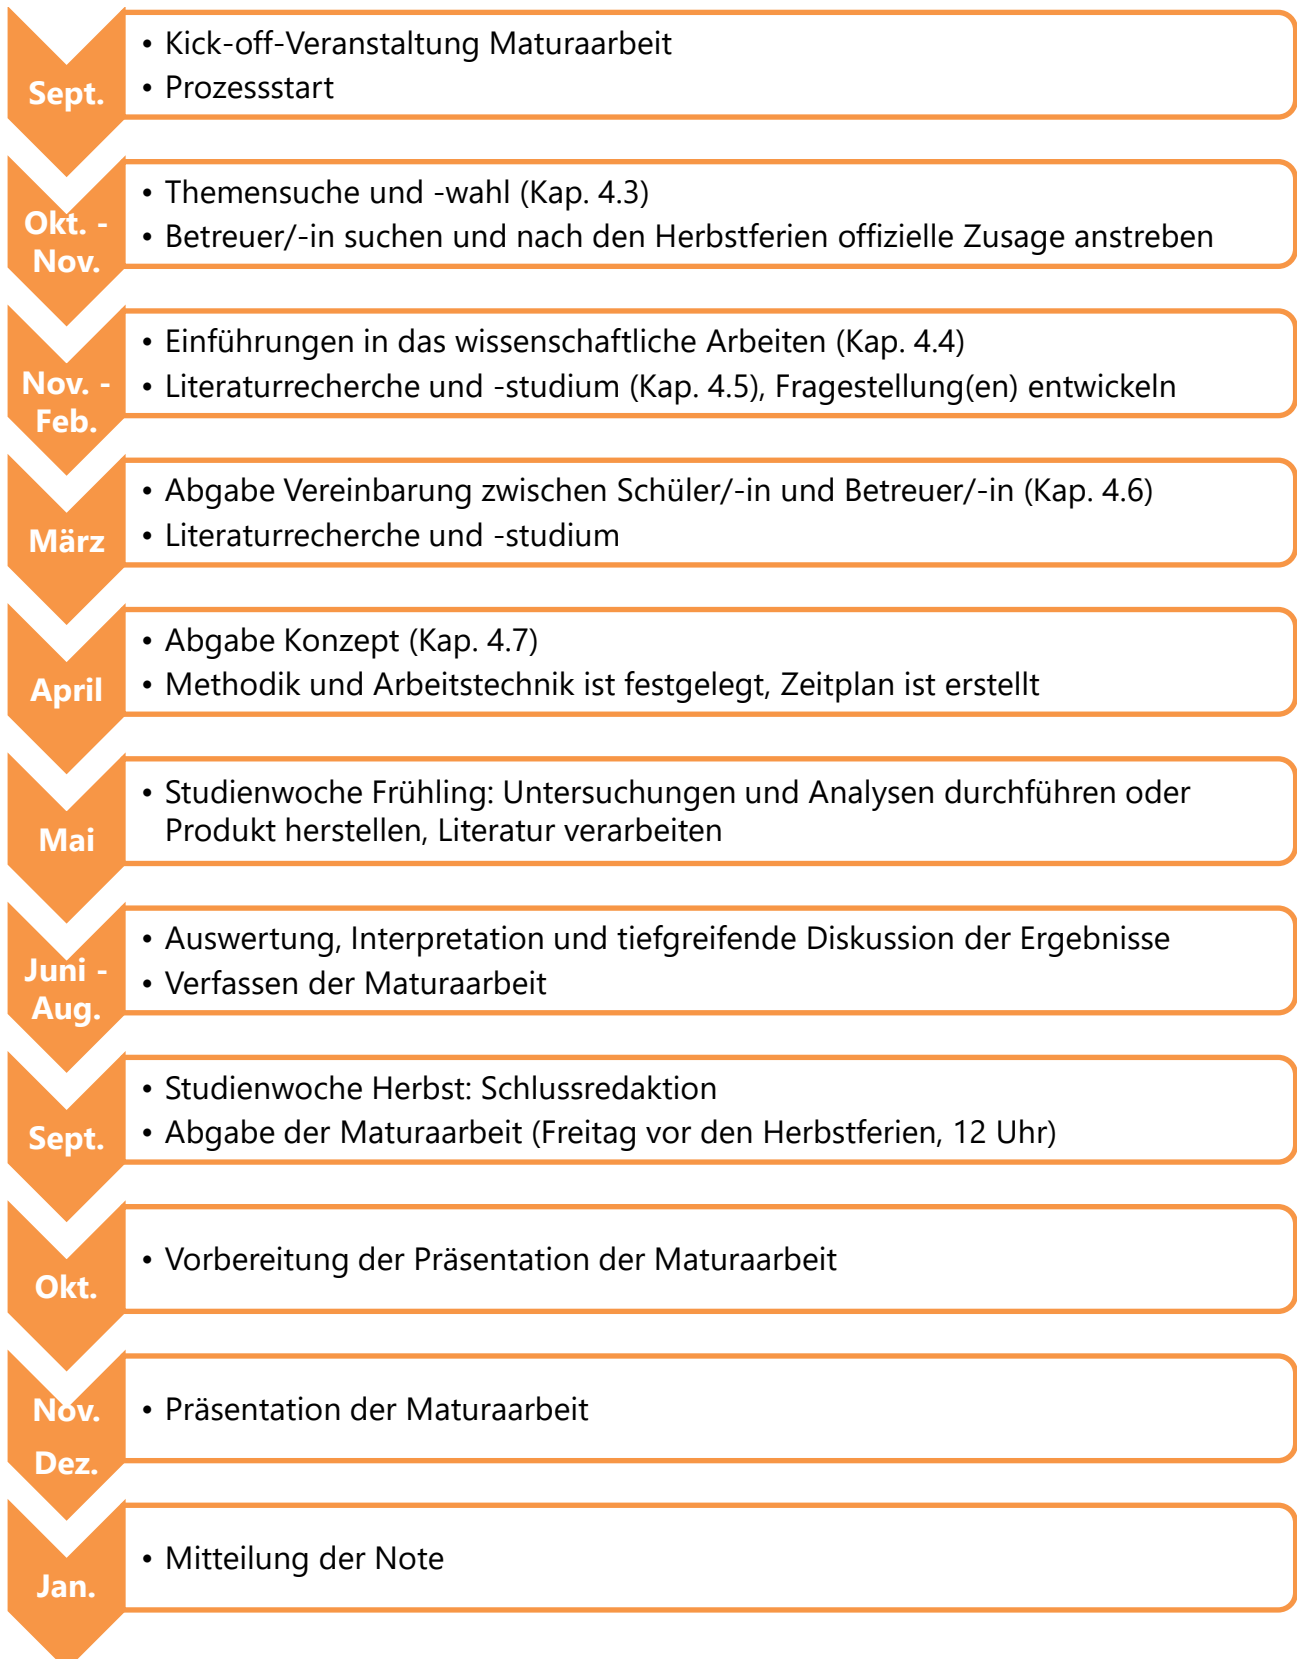 Sept.
• Kick-off-Veranstaltung Maturaarbeit
• Prozessstart
Okt. -
Nov.
• Themensuche und -wahl (Kap. 4.3)
• Betreuer/-in suchen und nach den Herbstferien offizielle Zusage anstreben
Nov. -
Feb.
• Einführungen in das wissenschaftliche Arbeiten (Kap. 4.4)
• Literaturrecherche und -studium (Kap. 4.5), Fragestellung(en) entwickeln
März
• Abgabe Vereinbarung zwischen Schüler/-in und Betreuer/-in (Kap. 4.6)
• Literaturrecherche und -studium
April
• Abgabe Konzept (Kap. 4.7)
• Methodik und Arbeitstechnik ist festgelegt, Zeitplan ist erstellt
Mai
• Studienwoche Frühling: Untersuchungen und Analysen durchführen oder
Produkt herstellen, Literatur verarbeiten
Juni -
Aug.
• Auswertung, Interpretation und tiefgreifende Diskussion der Ergebnisse
• Verfassen der Maturaarbeit
Sept.
• Studienwoche Herbst: Schlussredaktion
• Abgabe der Maturaarbeit (Freitag vor den Herbstferien, 12 Uhr)
Okt.
• Vorbereitung der Präsentation der Maturaarbeit
Nov.
Dez.
• Präsentation der Maturaarbeit
Jan.
• Mitteilung der Note